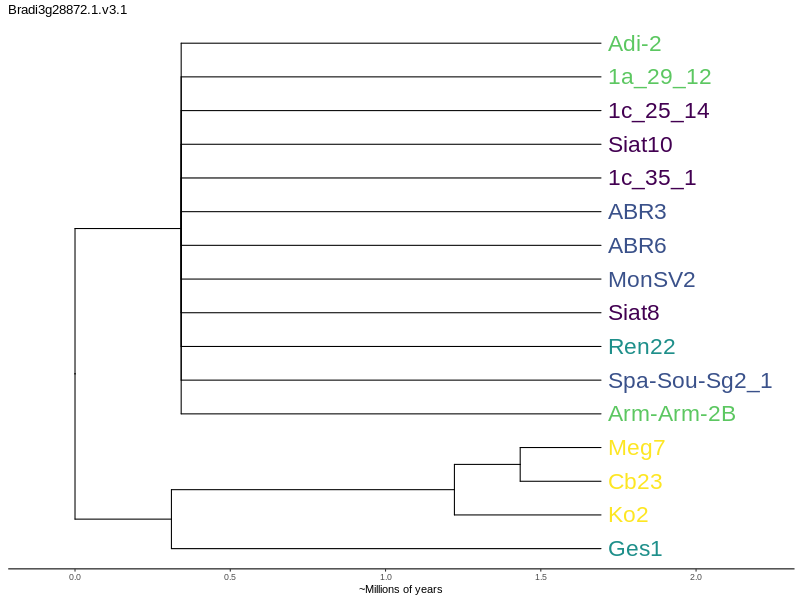 Bradi3g28872.1.v3.1
Adi-2
1a_29_12
1c_25_14
Siat10
1c_35_1
ABR3
ABR6
MonSV2
Siat8
Ren22
Spa-Sou-Sg2_1
Arm-Arm-2B
Meg7
Cb23
Ko2
Ges1
0.0 0.5 1.0 1.5 2.0
~Millions of years